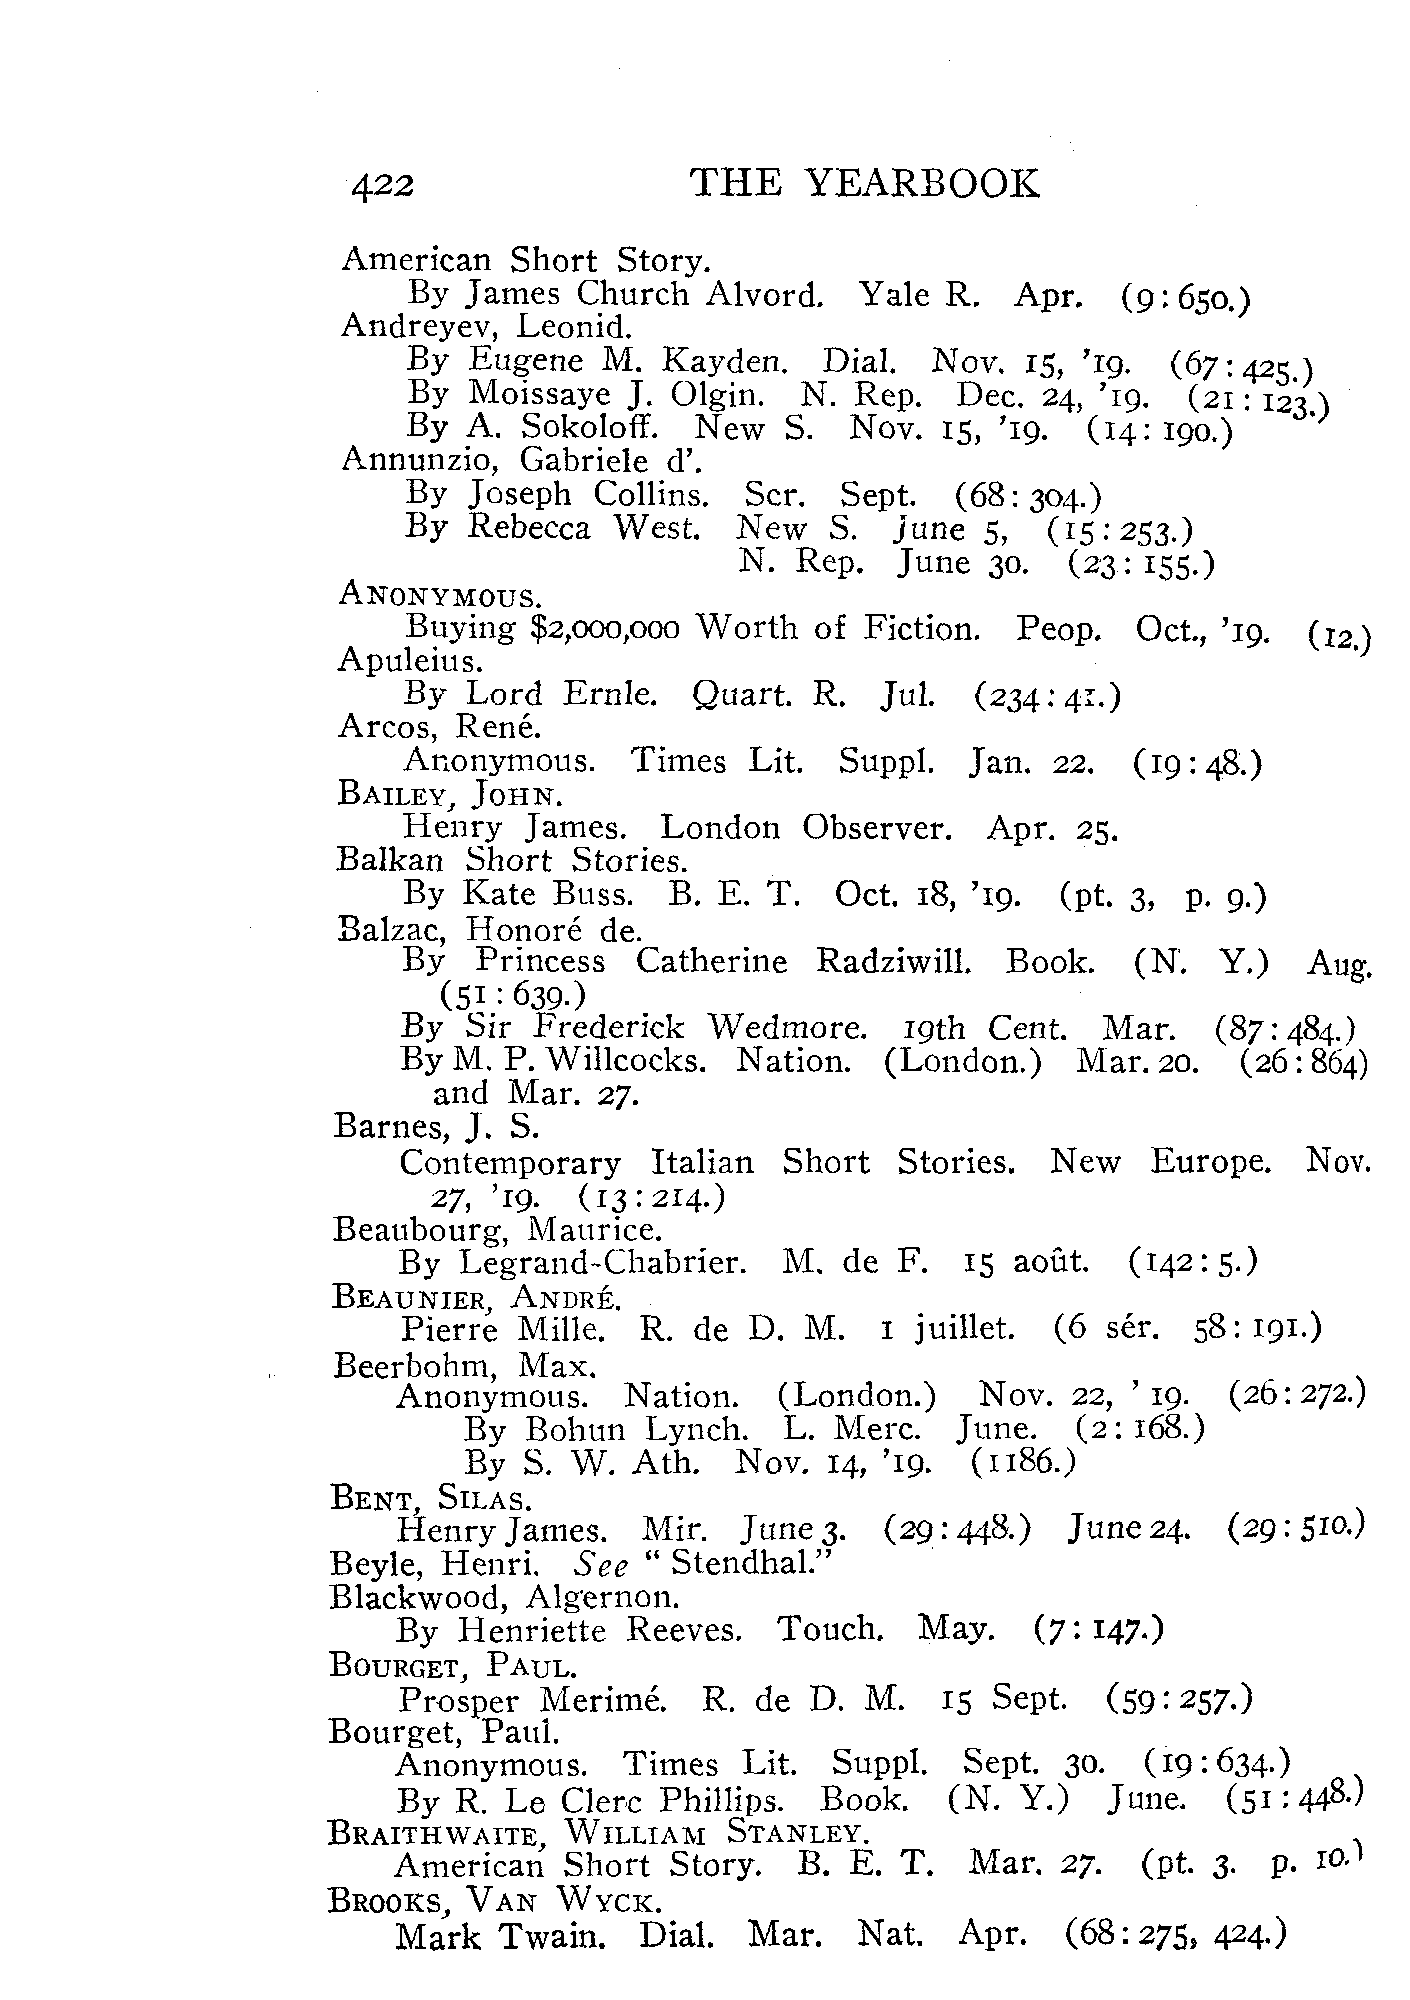 422 THE YEARBOOK
American Short Story.
By James Church Alvord. Yale R. Apr. (9:650.)
Andreyev, Leonid.
By Eugene M. Kayden. Dial. Nov. 15, '19. (67:425.)
By Moissaye J. Olgin. N. Rep. Dec. 24, '19. (21:123.)
By A. Sokoloff. New S. Nov. 15, '19. (14:190.)
Annunzio, Gabriele d'.
By Joseph Collins. Scr. Sept. (68:304.)
By Rebecca West. New S. June 5, (15:253.)
N. Rep. June 30. (23:155.)
ANONYMOUS.
Buying $2,000,000 Worth of Fiction. Peop. Oct., '19. (12.)
Apuleius.
By Lord Ernle. Quart. R. Jul. (234:41.)
Arcos, René.
Anonymous. Times Lit. Suppl. Jan. 22. (19:48.)
BAILEY, JOHN.
Henry James. London Observer. Apr. 25.
Balkan Short Stories.
By Kate Buss. B. E. T. Oct. 18, '19. (pt. 3, p. 9.)
Balzac, Honoré de.
By Princess Catherine Radziwill. Book. (N. Y.) Aug.
(51:639.)
By Sir Frederick Wedmore. 19th Cent. Mar. (87:484.)
By M. P. Willcocks. Nation. (London.) Mar. 20. (26:864)
and Mar. 27.
Barnes, J. S.
Contemporary Italian Short Stories. New Europe. Nov.
27, '19. (13:214.)
Beaubourg, Maurice.
By Legrand-Chabrier. M. de F. 15 août. (142:5.)
BEAUNIER, ANDRÉ.
Pierre Mille. R. de D. M. 1 juillet. (6 sér. 58:191.)
Beerbohm, Max.
Anonymous. Nation. (London.) Nov. 22, ' 19. (26:272.)
By Bohun Lynch. L. Merc. June. (2:168.)
By S. W. Ath. Nov. 14, '19. (1186.)
BENT, SILAS.
Henry James. Mir. June 3. (29:448.) June 24. (29:510.)
Beyle, Henri. See "Stendhal."
Blackwood, Algernon.
By Henriette Reeves. Touch. May. (7:147.)
BOURGET, PAUL.
Prosper Merimé. R. de D. M. 15 Sept. (59:257.)
Bourget, Paul.
Anonymous. Times Lit. Suppl. Sept. 30. (19:634.)
By R. Le Clerc Phillips. Book. (N. Y.) June. (51:448.)
BRAITHWAITE, WILLIAM STANLEY.
American Short Story. B. E. T. Mar. 27. (pt. 3. p. 10.)
BROOKS, VAN WYCK.
Mark Twain. Dial. Mar. Nat. Apr. (68:275, 424.)